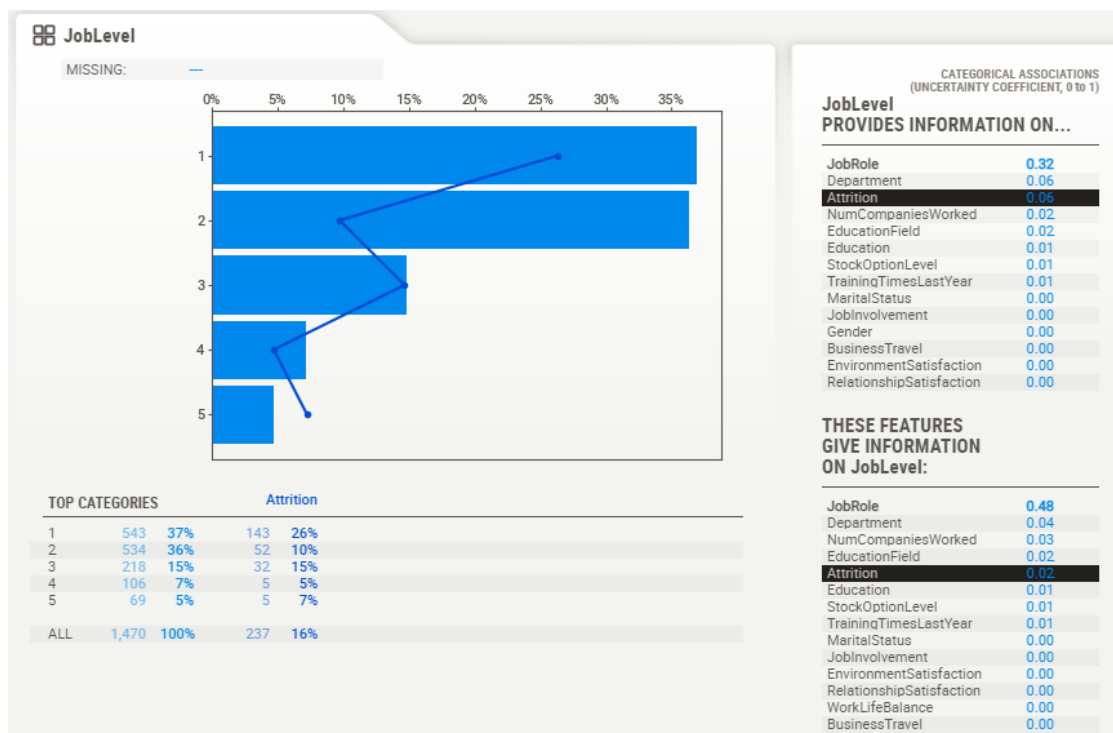 JobLevel
MISSING: ---
0% 5% 10% 15% 20% 25% 30% 35%
1
2
3
4
5
TOP CATEGORIES Attrition
1 543 37% 143 26%
2 534 36% 52 10%
3 218 15% 32 15%
4 106 7% 5 5%
5 69 5% 5 7%
ALL 1,470 100% 237 16%
CATEGORICAL ASSOCIATIONS
(UNCERTAINTY COEFFICIENT, 0 to 1)
JobLevel
PROVIDES INFORMATION ON...
JobRole 0.32
Department 0.06
Attrition 0.06
NumCompaniesWorked 0.02
EducationField 0.02
Education 0.01
StockOptionLevel 0.01
TrainingTimesLastYear 0.01
MaritalStatus 0.00
JobInvolvement 0.00
Gender 0.00
BusinessTravel 0.00
EnvironmentSatisfaction 0.00
RelationshipSatisfaction 0.00
THESE FEATURES
GIVE INFORMATION
ON JobLevel:
JobRole 0.48
Department 0.04
NumCompaniesWorked 0.03
EducationField 0.02
Attrition 0.02
Education 0.01
StockOptionLevel 0.01
TrainingTimesLastYear 0.01
MaritalStatus 0.00
JobInvolvement 0.00
EnvironmentSatisfaction 0.00
RelationshipSatisfaction 0.00
WorkLifeBalance 0.00
BusinessTravel 0.00